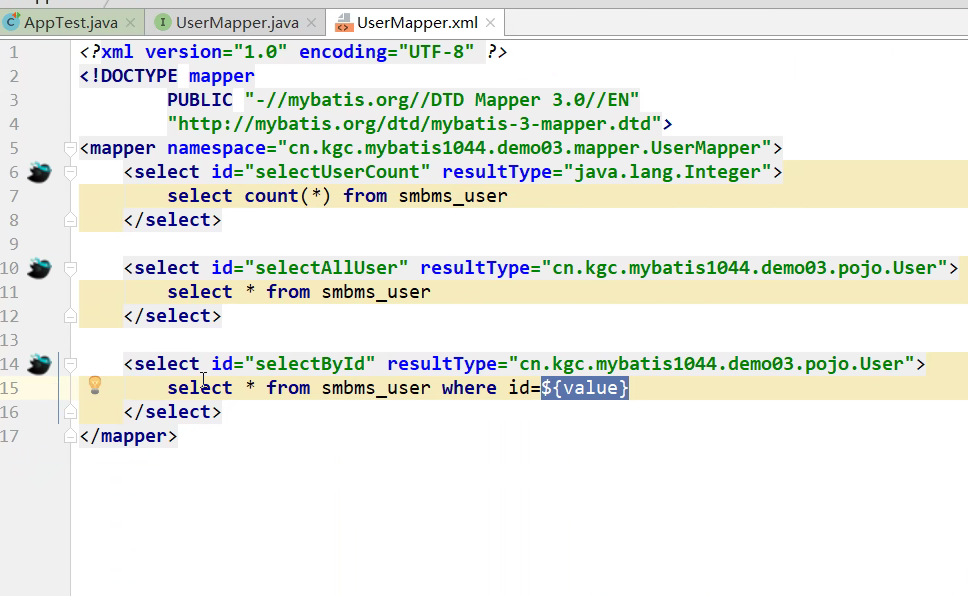 AppTest.java × I UserMapper.java × UserMapper.xml ×
1 <?xml version="1.0" encoding="UTF-8" ?>
2 <!DOCTYPE mapper
3 PUBLIC "-//mybatis.org//DTD Mapper 3.0//EN"
4 "http://mybatis.org/dtd/mybatis-3-mapper.dtd">
5 <mapper namespace="cn.kgc.mybatis1044.demo03.mapper.UserMapper">
6 <select id="selectUserCount" resultType="java.lang.Integer">
7 select count(*) from smbms_user
8 </select>
9
10 <select id="selectAllUser" resultType="cn.kgc.mybatis1044.demo03.pojo.User">
11 select * from smbms_user
12 </select>
13
14 <select id="selectById" resultType="cn.kgc.mybatis1044.demo03.pojo.User">
15 select * from smbms_user where id=${value}
16 </select>
17 </mapper>